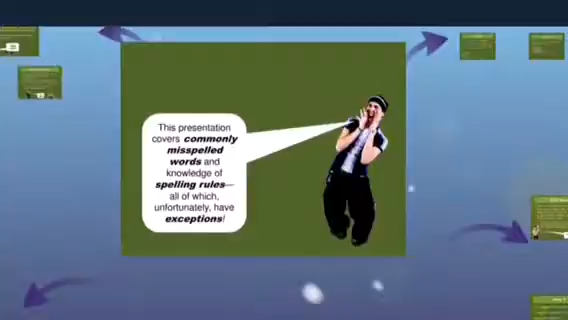 This presentation
covers commonly
misspelled
words and
knowledge of
spelling rules—
all of which,
unfortunately, have
exceptions!